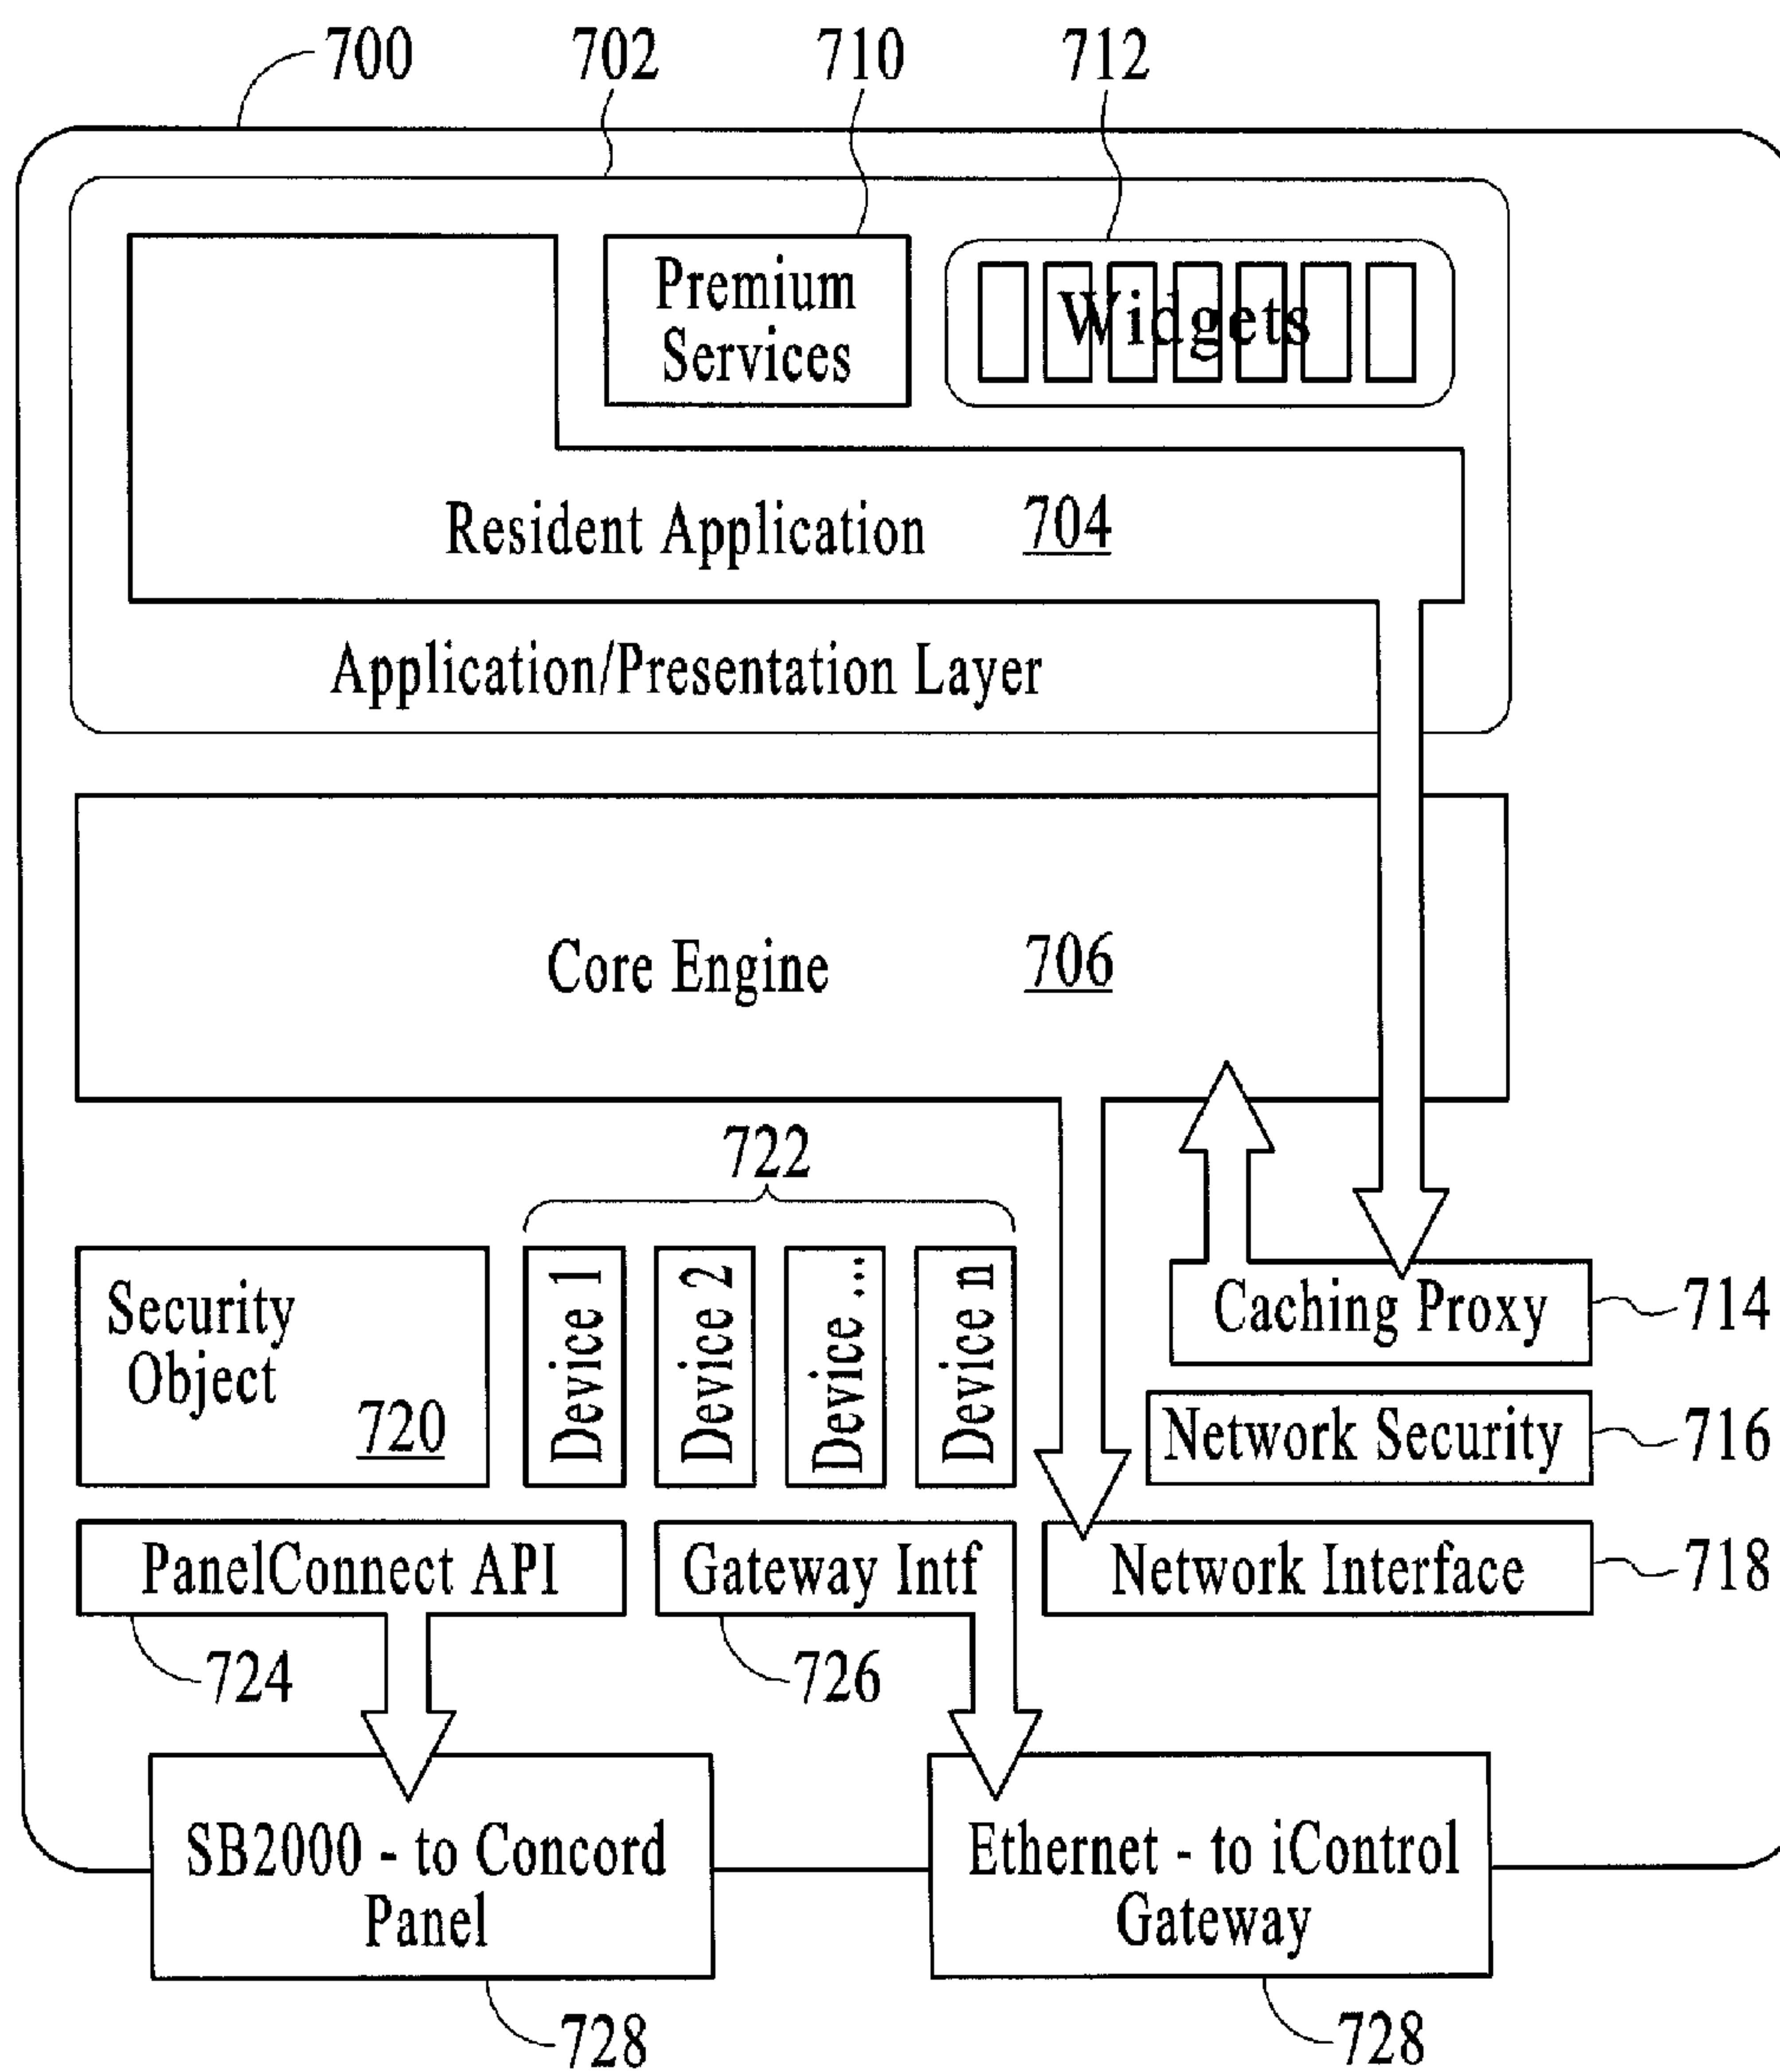 700
702
710
712
Premium
Services
Widgets
Resident Application 704
Application/Presentation Layer
Core Engine 706
722
Security
Object
720
Device 1
Device 2
Device ...
Device n
Caching Proxy
714
Network Security
716
PanelConnect API
Gateway Intf
Network Interface
718
724
726
SB2000 - to Concord
Panel
Ethernet - to iControl
Gateway
728
728